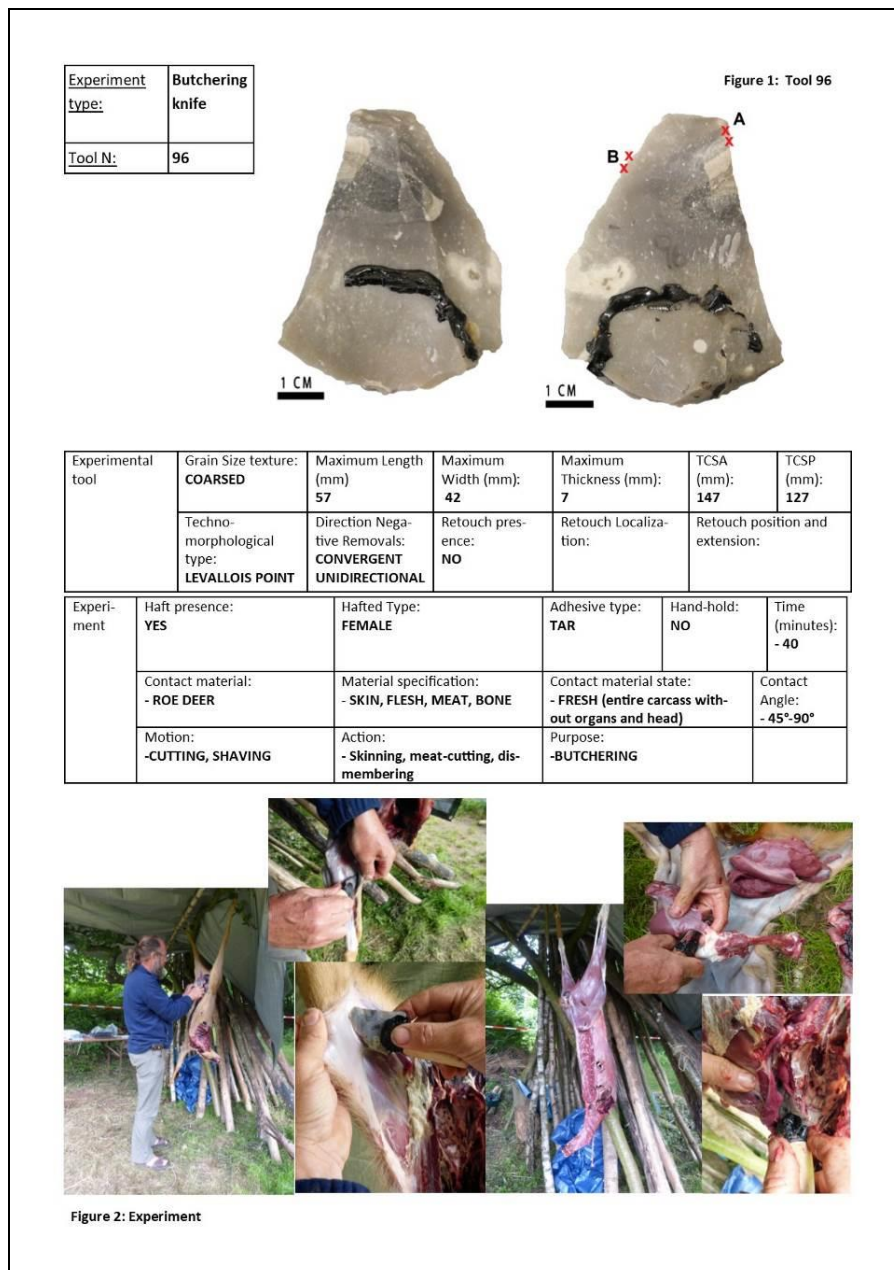 Experiment
type:
Butchering
knife
Tool N:
96
Figure 1: Tool 96
A
B
1 CM
1 CM
Experimental
tool
Grain Size texture:
COARSED
Maximum Length
(mm)
57
Maximum
Width (mm):
42
Maximum
Thickness (mm):
7
TCSA
(mm):
147
TCSP
(mm):
127
Techno-
morphological
type:
LEVALLOIS POINT
Direction Nega-
tive Removals:
CONVERGENT
UNIDIRECTIONAL
Retouch pres-
ence:
NO
Retouch Localiza-
tion:
Retouch position and
extension:
Experi-
ment
Haft presence:
YES
Hafted Type:
FEMALE
Adhesive type:
TAR
Hand-hold:
NO
Time
(minutes):
- 40
Contact material:
- ROE DEER
Material specification:
- SKIN, FLESH, MEAT, BONE
Contact material state:
- FRESH (entire carcass with-
out organs and head)
Contact
Angle:
- 45°-90°
Motion:
-CUTTING, SHAVING
Action:
- Skinning, meat-cutting, dis-
membering
Purpose:
-BUTCHERING
Figure 2: Experiment